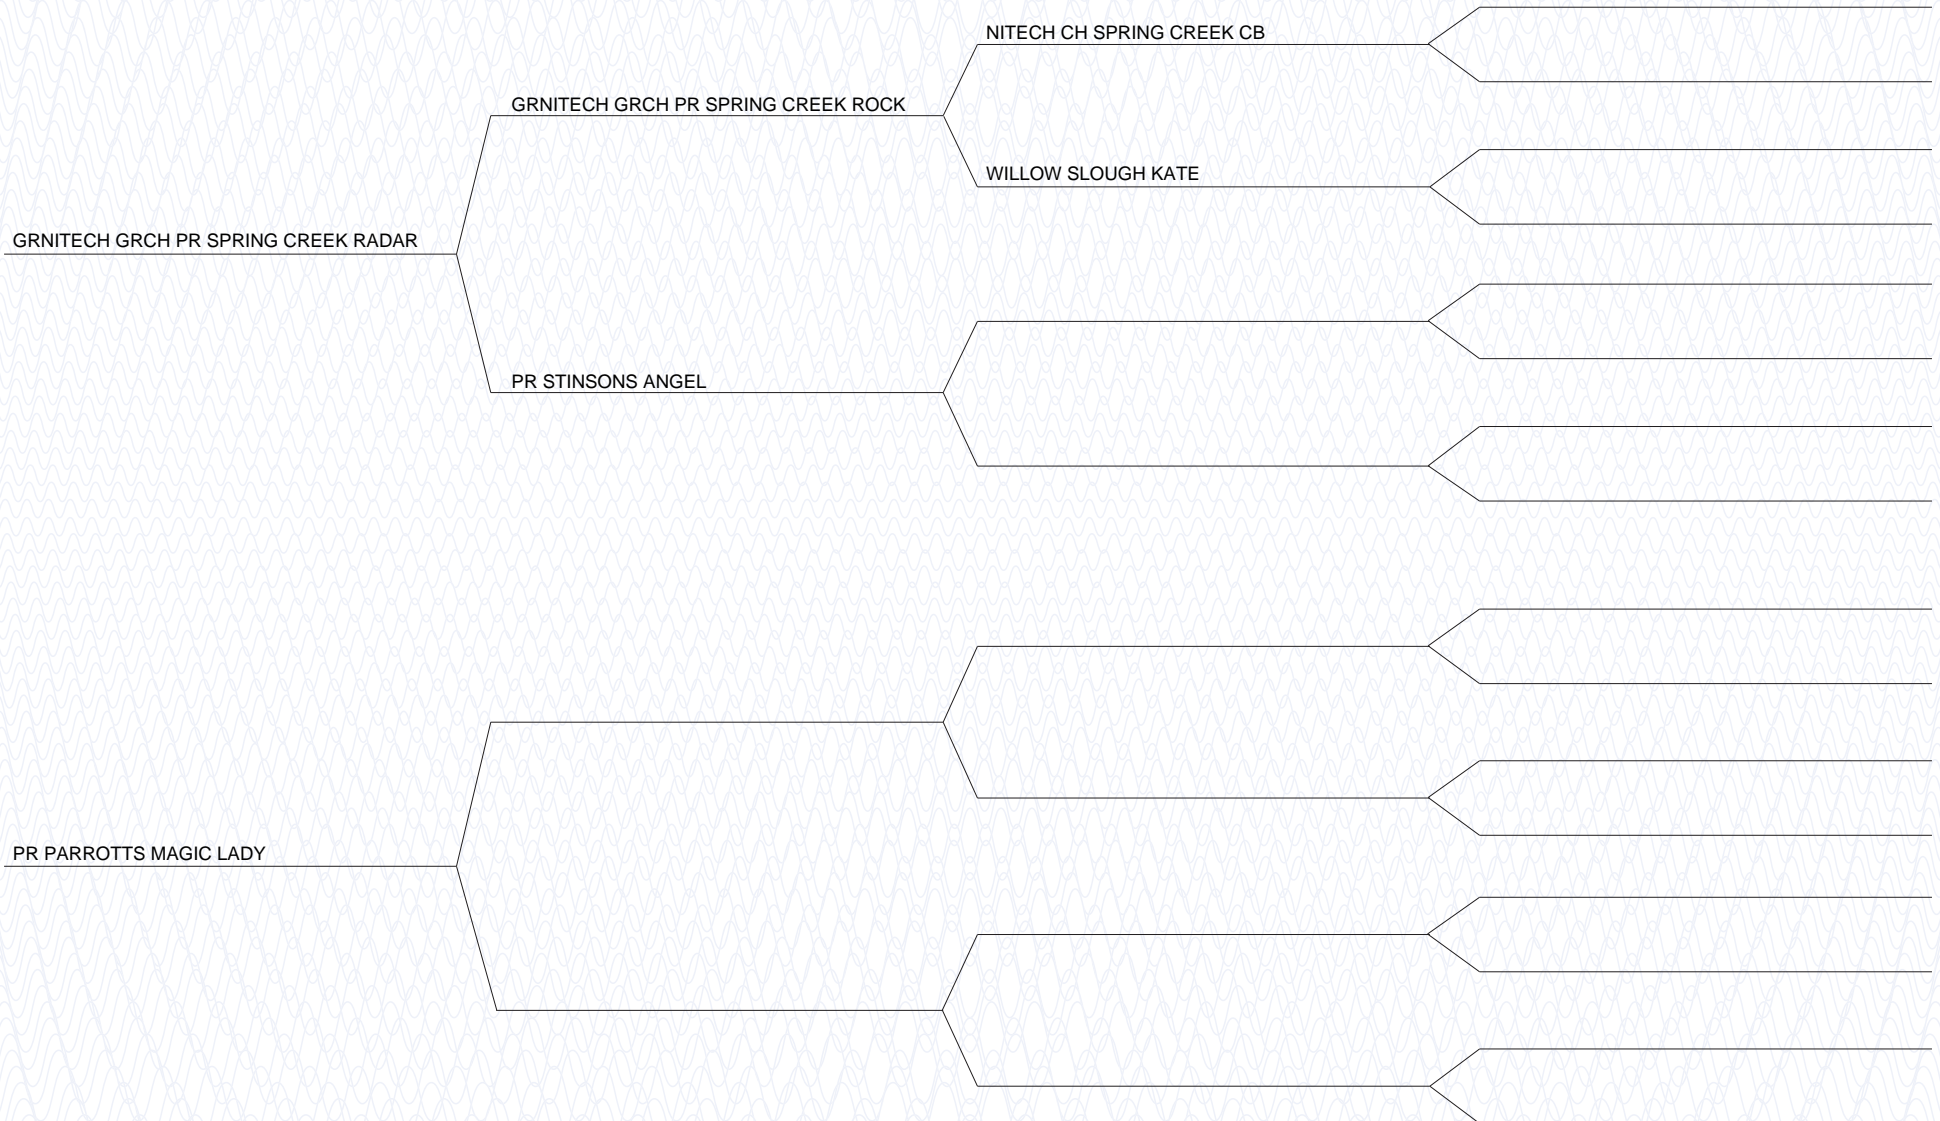 NITECH CH SPRING CREEK CB
GRNITECH GRCH PR SPRING CREEK ROCK
WILLOW SLOUGH KATE
GRNITECH GRCH PR SPRING CREEK RADAR
PR STINSONS ANGEL
PR PARROTTS MAGIC LADY